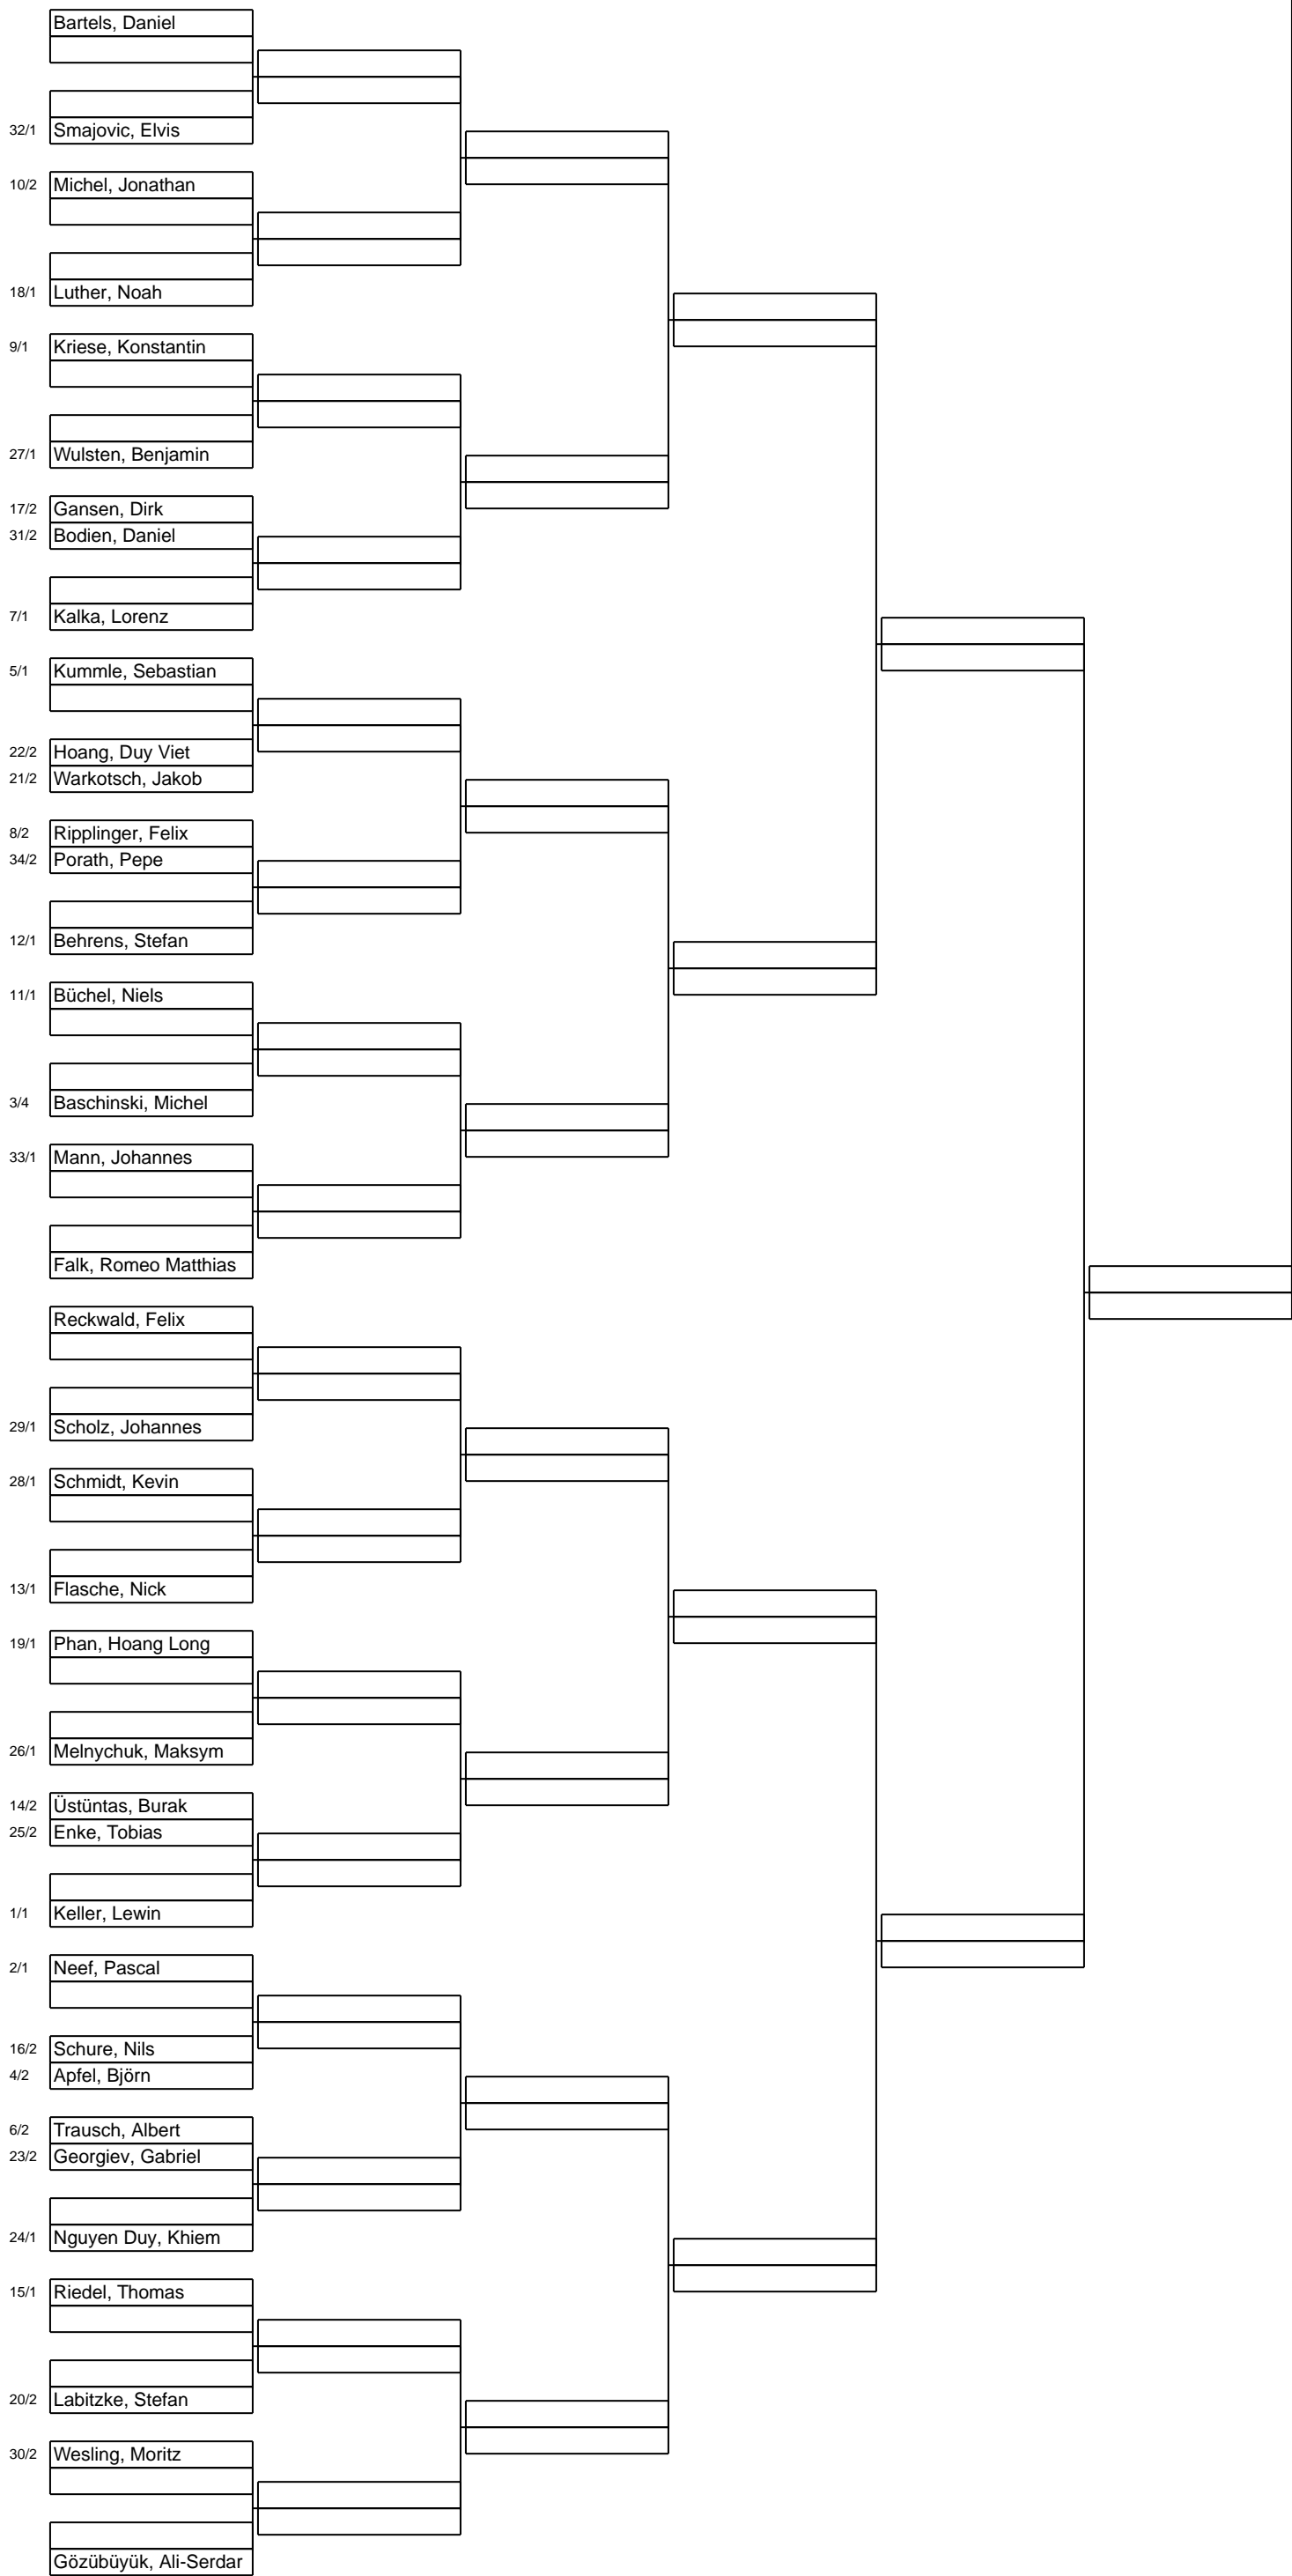 Bartels, Daniel
32/1 Smajovic, Elvis
10/2 Michel, Jonathan
18/1 Luther, Noah
9/1 Kriese, Konstantin
27/1 Wulsten, Benjamin
17/2 Gansen, Dirk
31/2 Bodien, Daniel
7/1 Kalka, Lorenz
5/1 Kummle, Sebastian
22/2 Hoang, Duy Viet
21/2 Warkotsch, Jakob
8/2 Ripplinger, Felix
34/2 Porath, Pepe
12/1 Behrens, Stefan
11/1 Büchel, Niels
3/4 Baschinski, Michel
33/1 Mann, Johannes
Falk, Romeo Matthias
Reckwald, Felix
29/1 Scholz, Johannes
28/1 Schmidt, Kevin
13/1 Flasche, Nick
19/1 Phan, Hoang Long
26/1 Melnychuk, Maksym
14/2 Üstüntas, Burak
25/2 Enke, Tobias
1/1 Keller, Lewin
2/1 Neef, Pascal
16/2 Schure, Nils
4/2 Apfel, Björn
6/2 Trausch, Albert
23/2 Georgiev, Gabriel
24/1 Nguyen Duy, Khiem
15/1 Riedel, Thomas
20/2 Labitzke, Stefan
30/2 Wesling, Moritz
Gözübüyük, Ali-Serdar